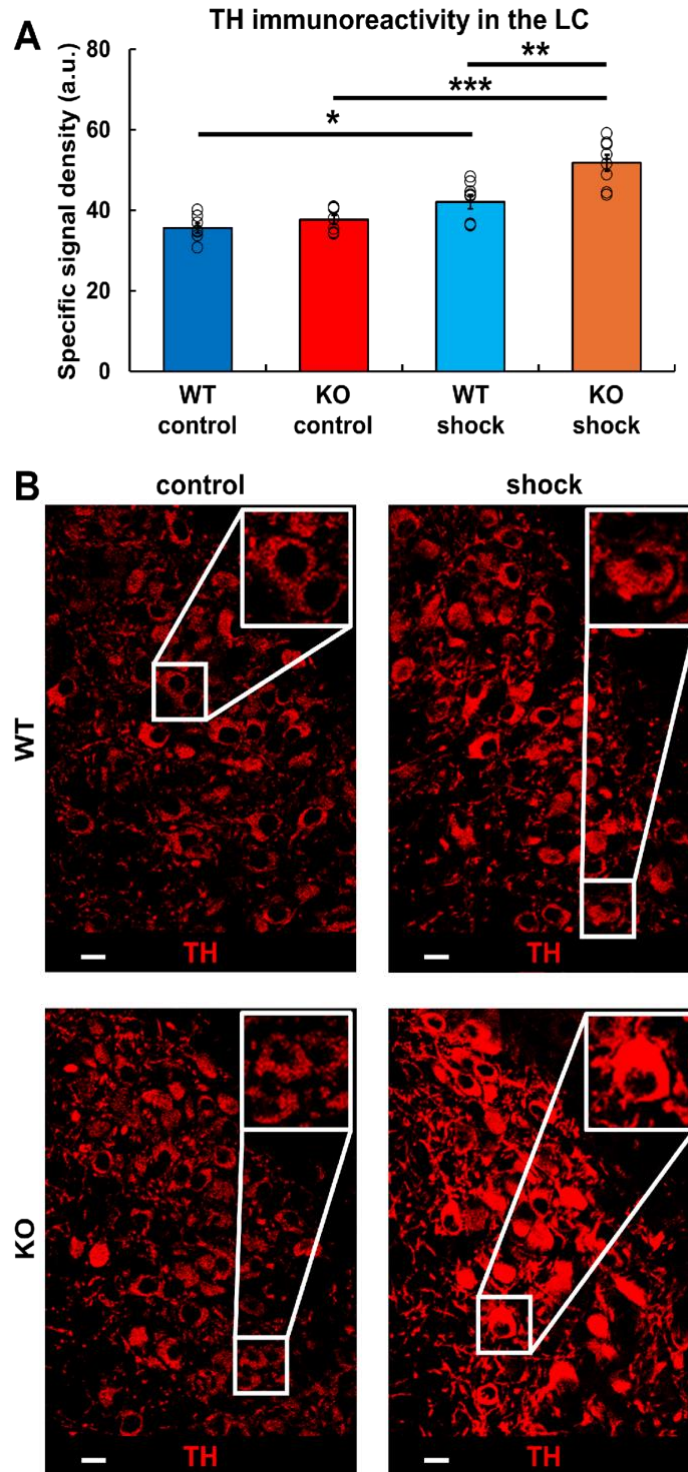 A
TH immunoreactivity in the LC
Specific signal density (a.u.)
80
60
40
20
0
*
***
**
WT control
KO control
WT shock
KO shock
B
control
shock
WT
TH
TH
KO
TH
TH